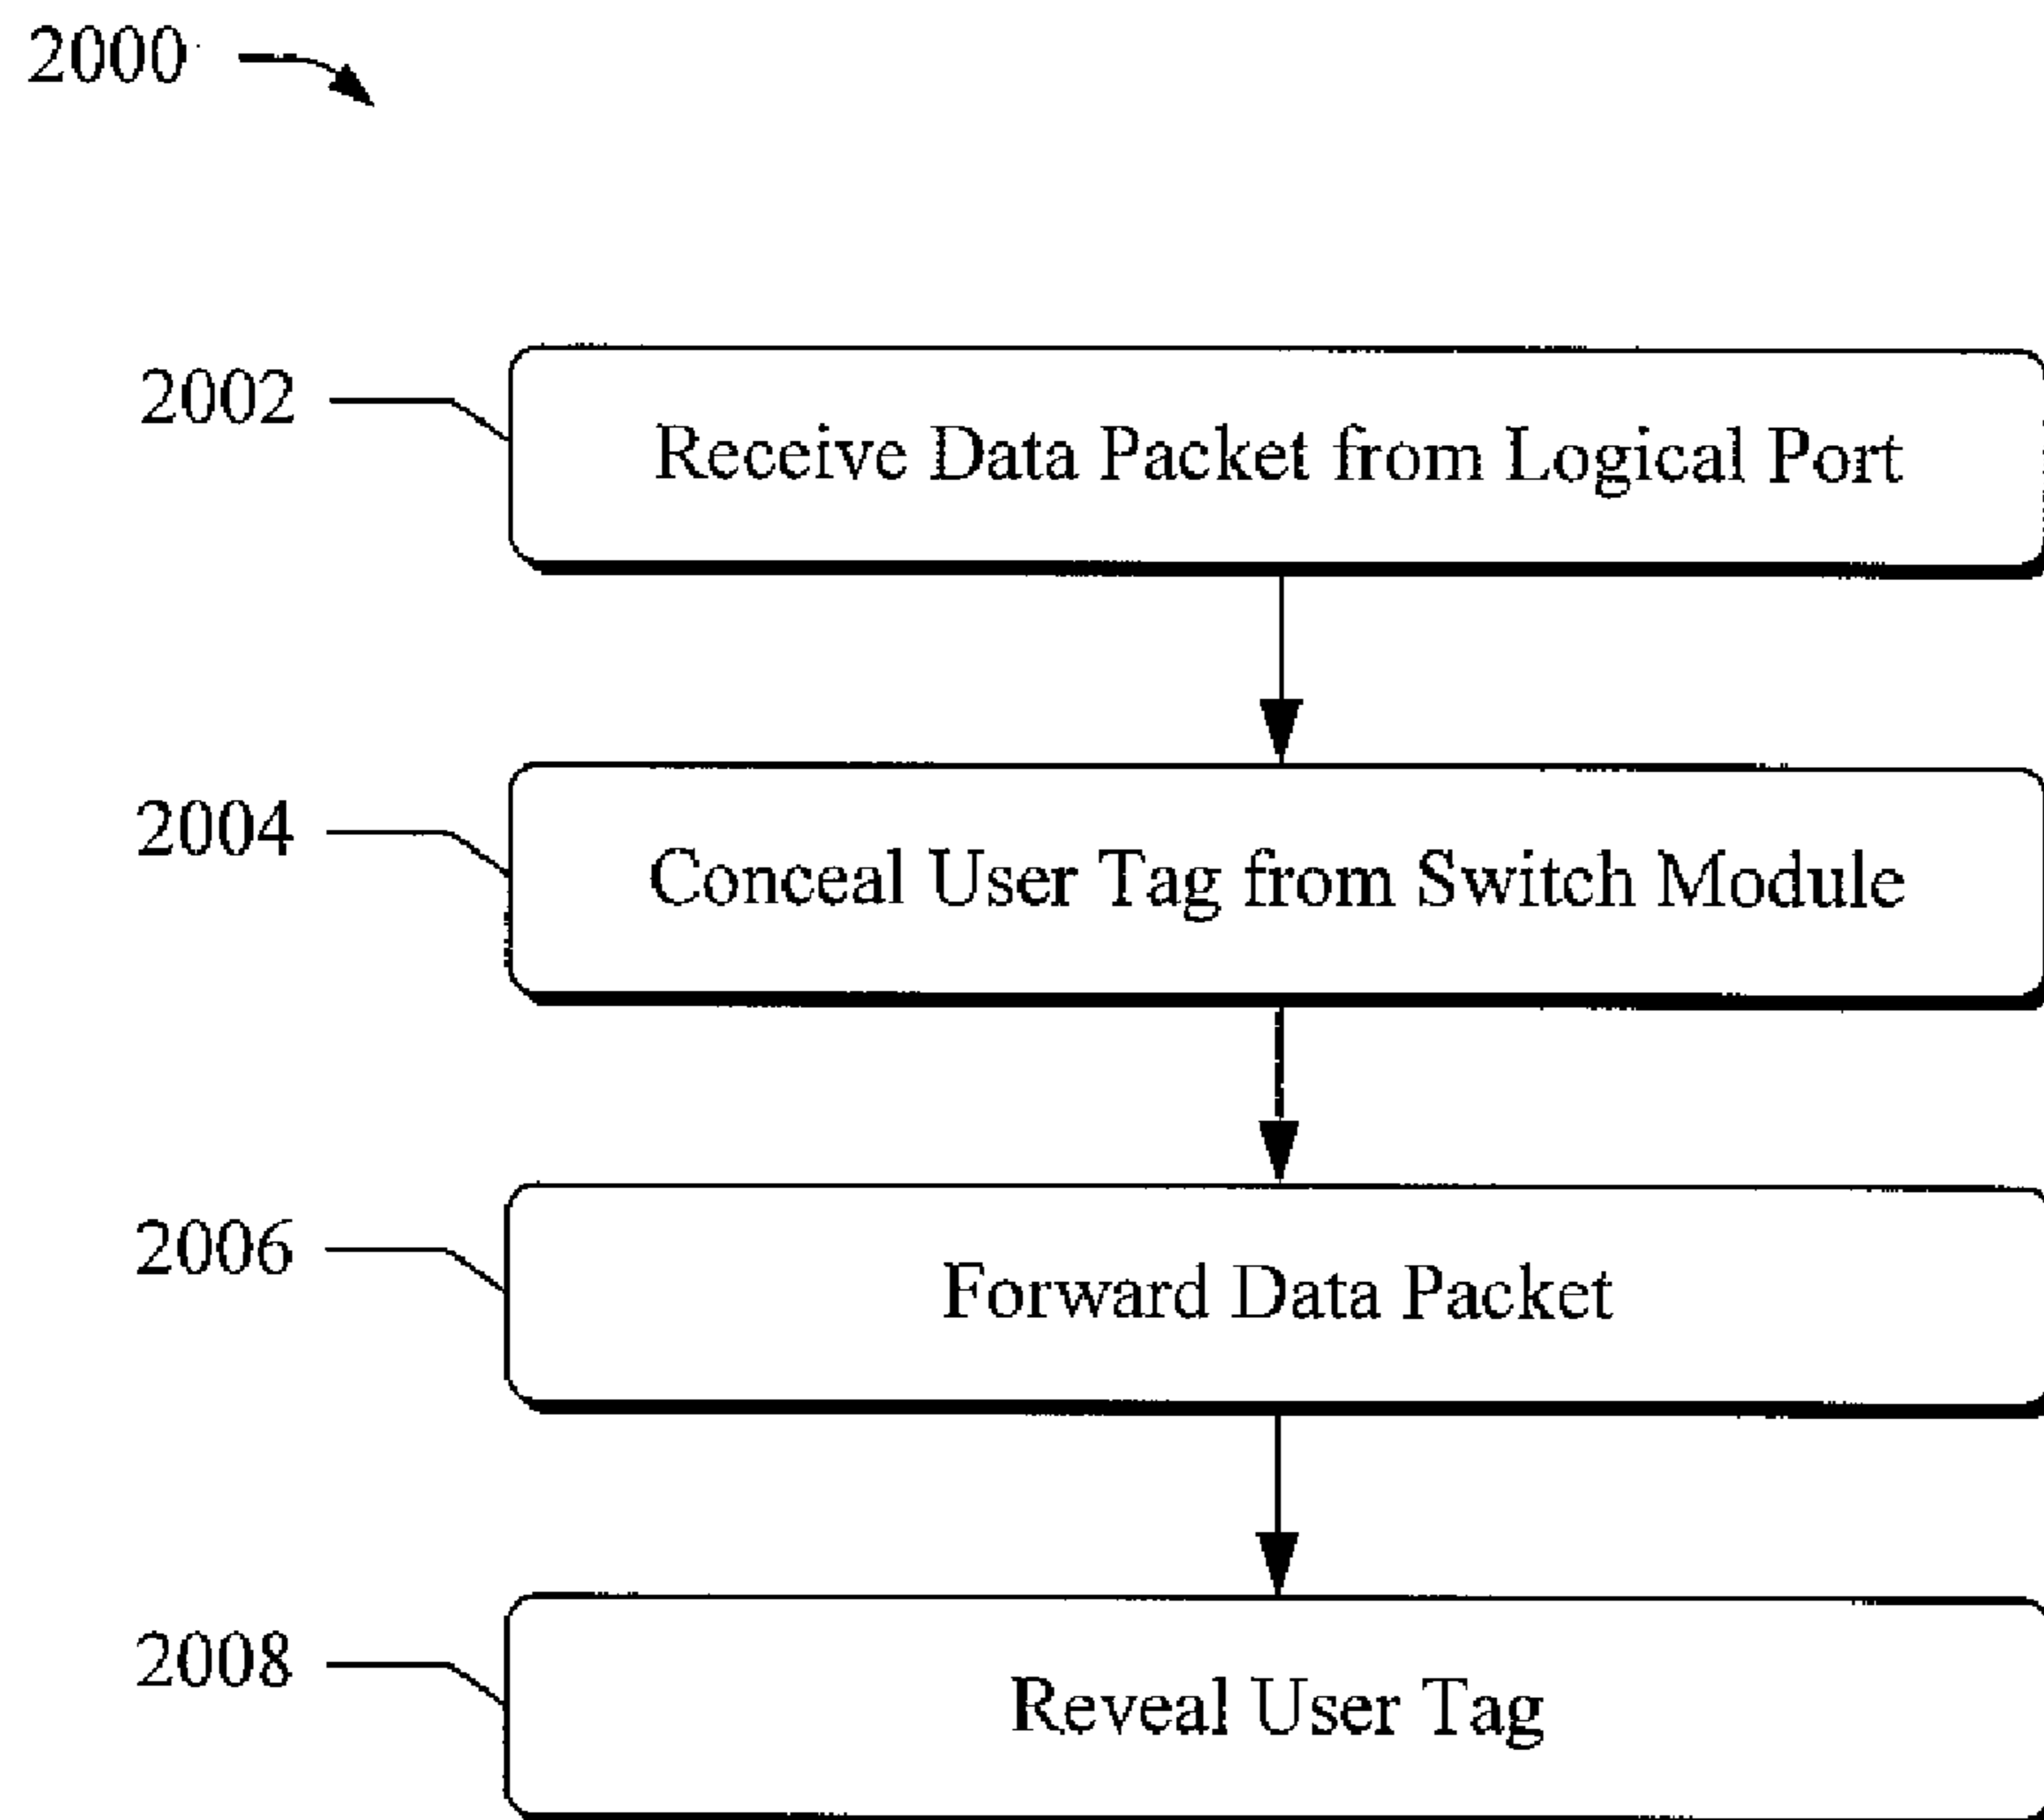 2000
2002
Receive Data Packet from Logical Port
2004
Conceal User Tag from Switch Module
2006
Forward Data Packet
2008
Reveal User Tag